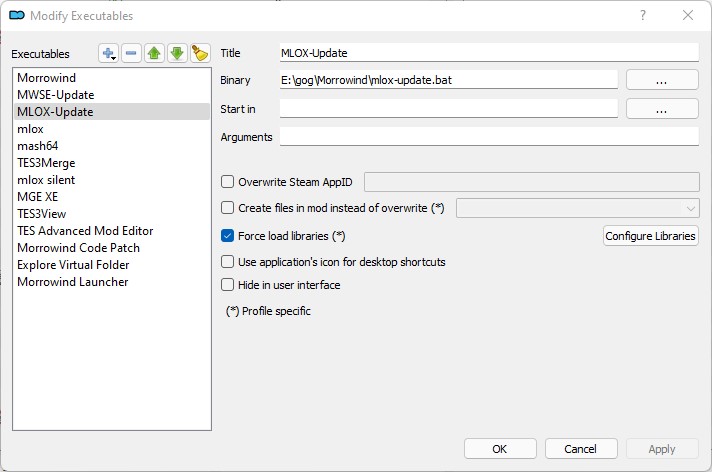 Modify Executables
?
Executables
Title
MLOX-Update
Binary
E:\gog\Morrowind\mlox-update.bat
...
Start in
...
Arguments
Morrowind
MWSE-Update
MLOX-Update
mlox
mash64
TES3Merge
mlox silent
MGE XE
TES3View
TES Advanced Mod Editor
Morrowind Code Patch
Explore Virtual Folder
Morrowind Launcher
Overwrite Steam AppID
Create files in mod instead of overwrite (*)
Force load libraries (*)
Configure Libraries
Use application's icon for desktop shortcuts
Hide in user interface
(*) Profile specific
OK
Cancel
Apply